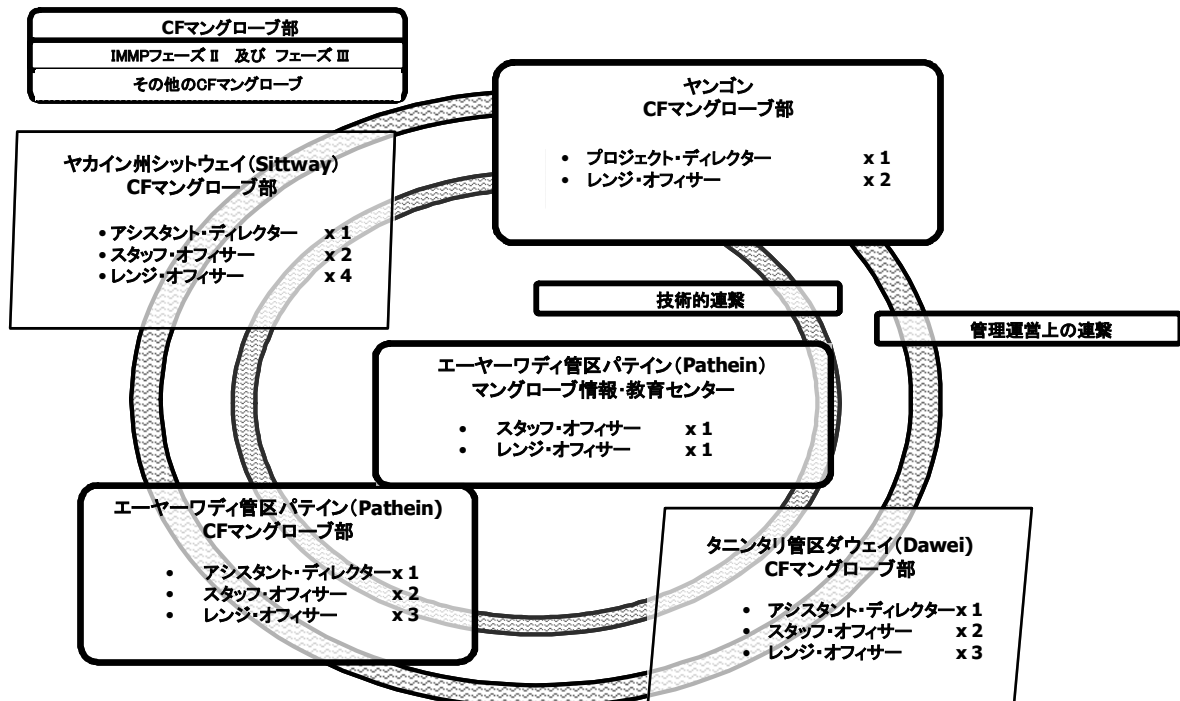 CFマングローブ部
IMMPフェーズⅡ 及び フェーズⅢ
その他のCFマングローブ
ヤンゴン
CFマングローブ部
• プロジェクト・ディレクター x 1
• レンジ・オフィサー x 2
ヤカイン州シットウェイ(Sittway)
CFマングローブ部
• アシスタント・ディレクター x 1
• スタッフ・オフィサー x 2
• レンジ・オフィサー x 4
技術的連繋
管理運営上の連繋
エーヤーワディ管区パテイン(Pathein)
マングローブ情報・教育センター
• スタッフ・オフィサー x 1
• レンジ・オフィサー x 1
エーヤーワディ管区パテイン(Pathein)
CFマングローブ部
• アシスタント・ディレクターx 1
• スタッフ・オフィサー x 2
• レンジ・オフィサー x 3
タニンタリ管区ダウェイ(Dawei)
CFマングローブ部
• アシスタント・ディレクターx 1
• スタッフ・オフィサー x 2
• レンジ・オフィサー x 3